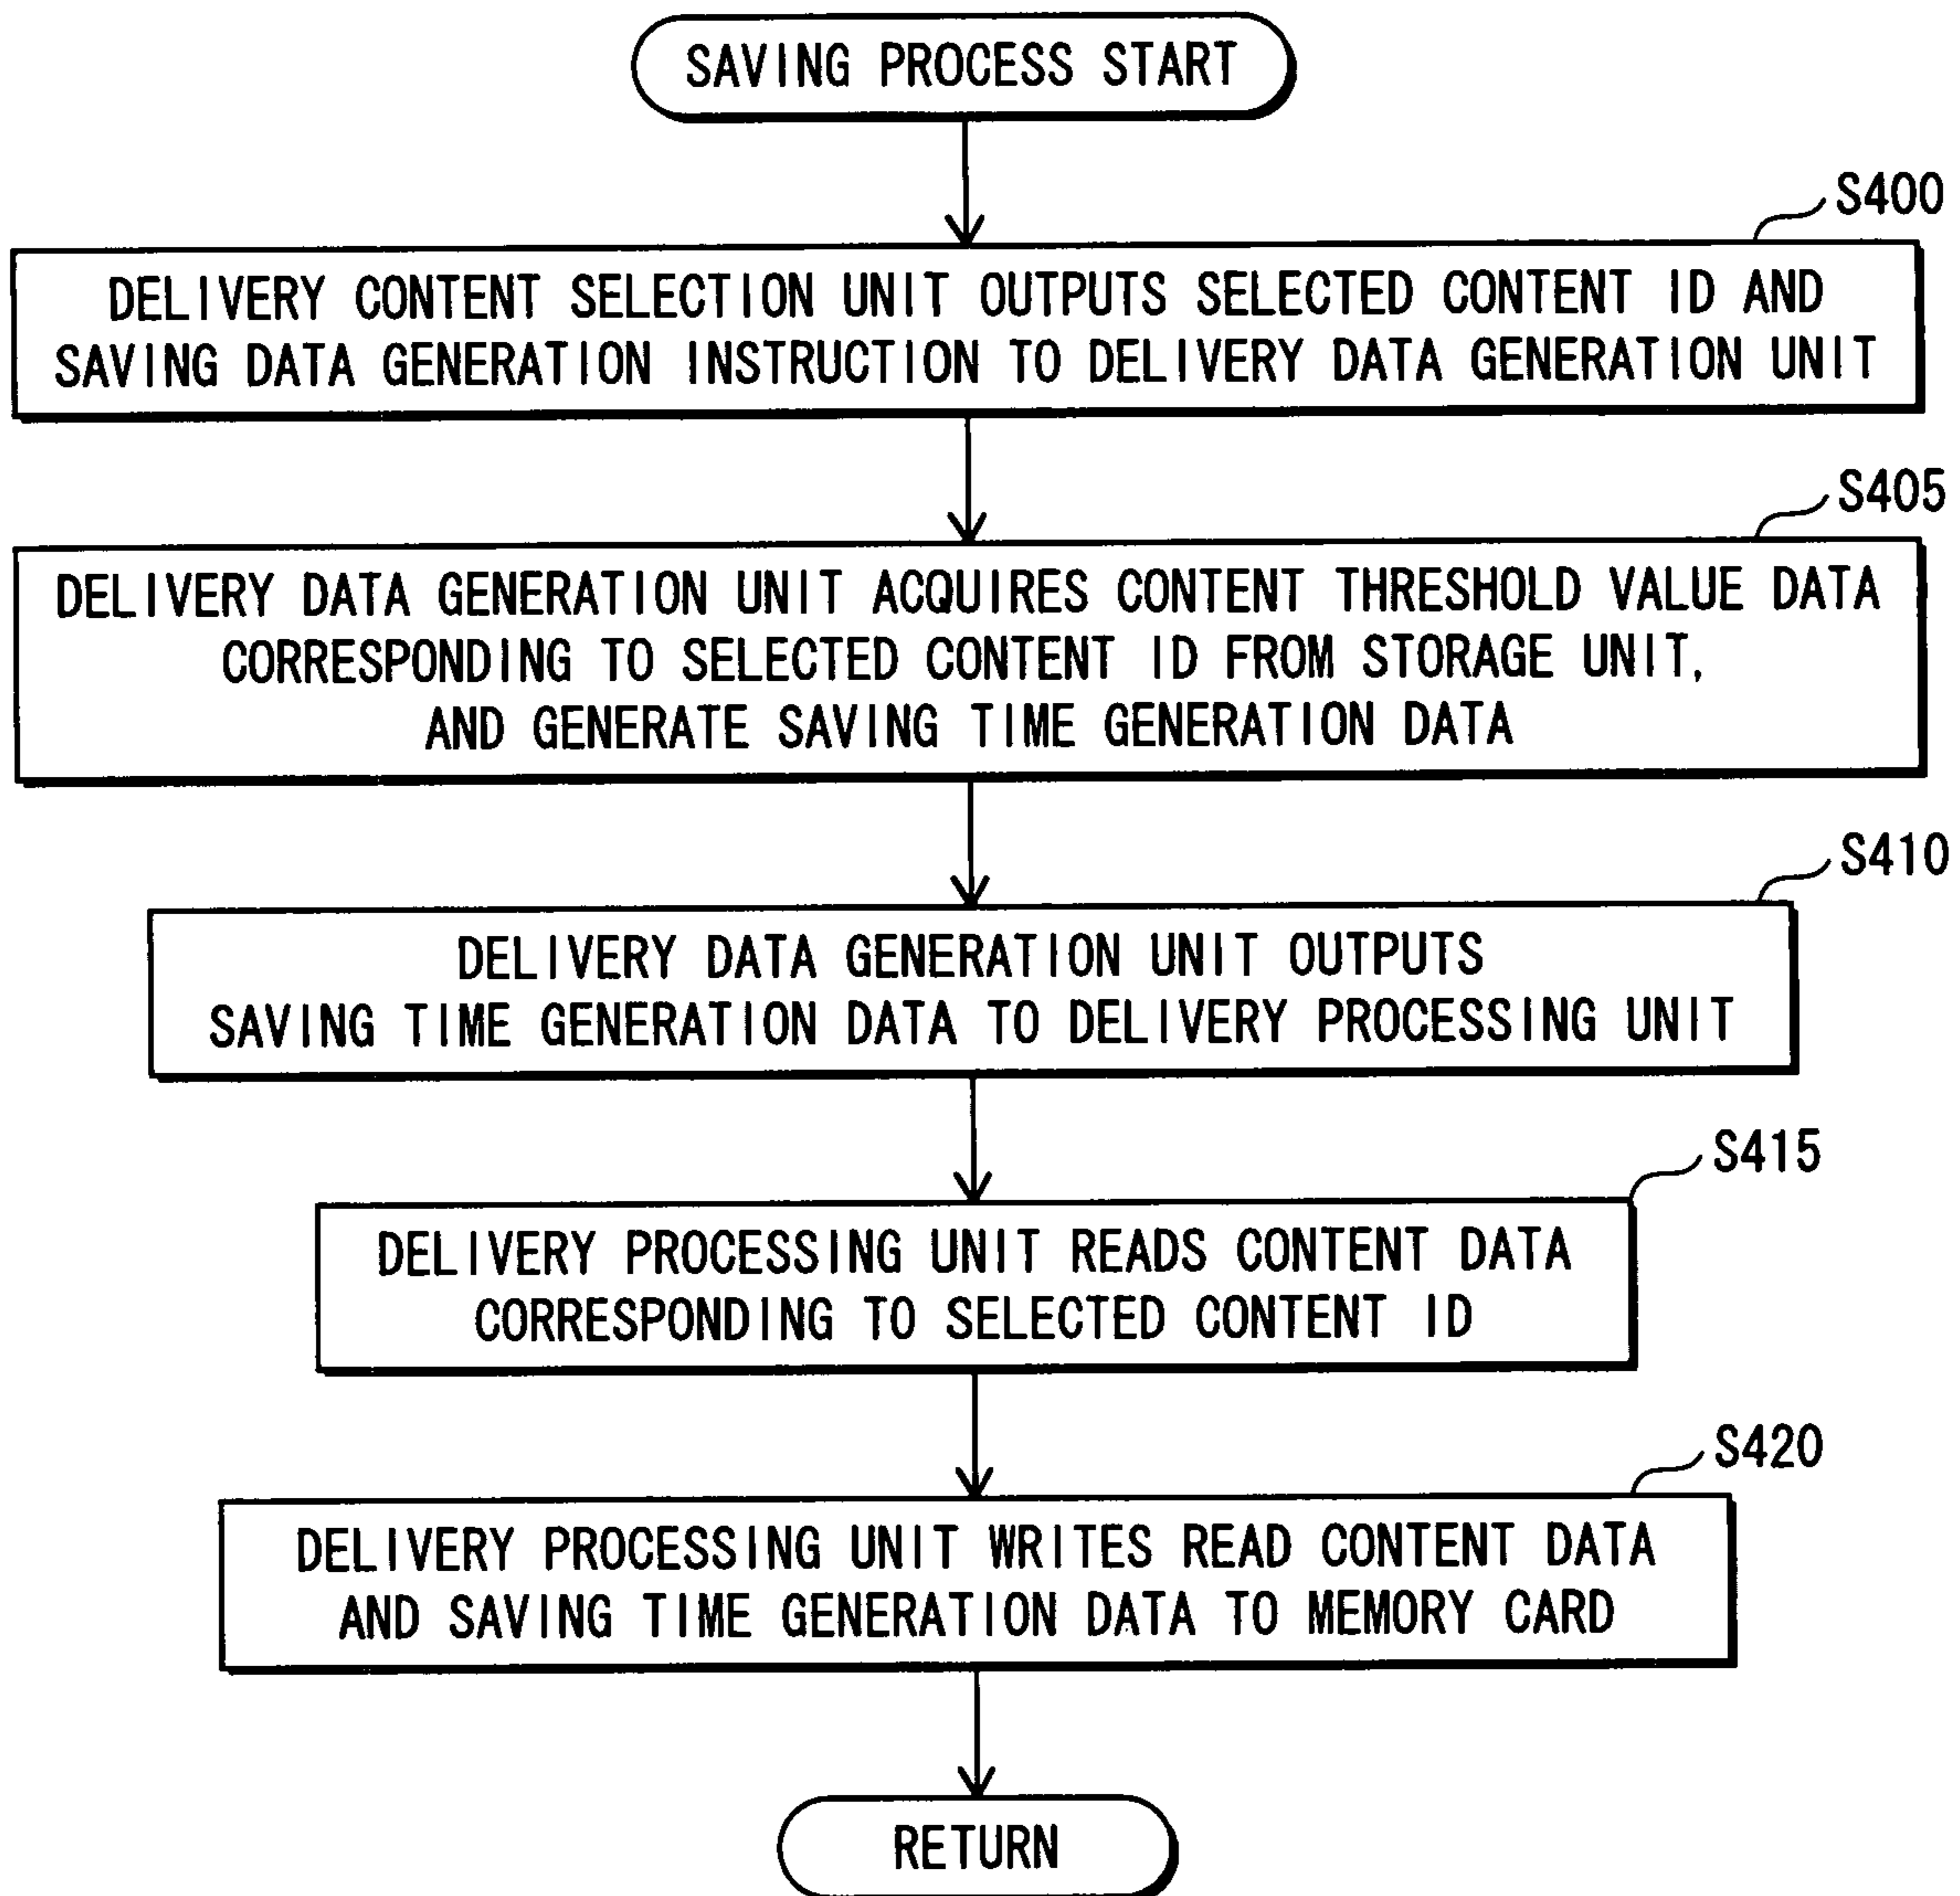 SAVING PROCESS START
S400
DELIVERY CONTENT SELECTION UNIT OUTPUTS SELECTED CONTENT ID AND
SAVING DATA GENERATION INSTRUCTION TO DELIVERY DATA GENERATION UNIT
S405
DELIVERY DATA GENERATION UNIT ACQUIRES CONTENT THRESHOLD VALUE DATA
CORRESPONDING TO SELECTED CONTENT ID FROM STORAGE UNIT,
AND GENERATE SAVING TIME GENERATION DATA
S410
DELIVERY DATA GENERATION UNIT OUTPUTS
SAVING TIME GENERATION DATA TO DELIVERY PROCESSING UNIT
S415
DELIVERY PROCESSING UNIT READS CONTENT DATA
CORRESPONDING TO SELECTED CONTENT ID
S420
DELIVERY PROCESSING UNIT WRITES READ CONTENT DATA
AND SAVING TIME GENERATION DATA TO MEMORY CARD
RETURN